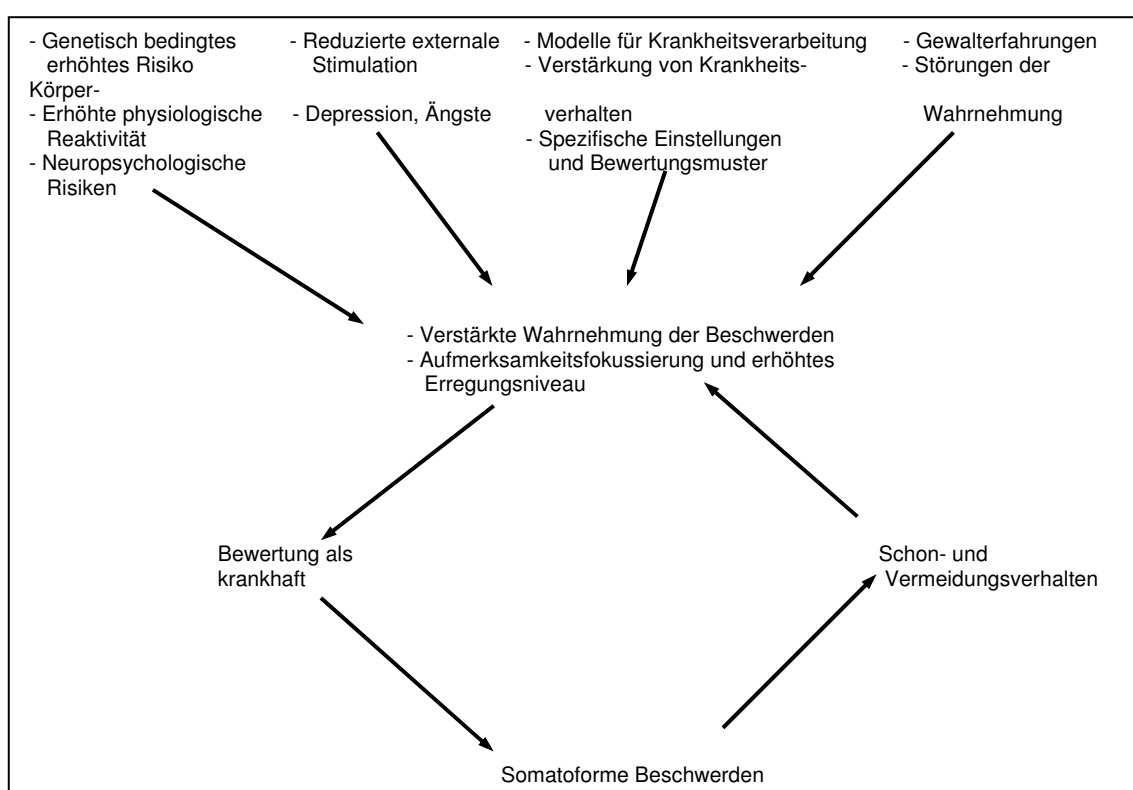 - Genetisch bedingtes
erhöhtes Risiko
Körper-
- Erhöhte physiologische
Reaktivität
- Neuropsychologische
Risiken
- Reduzierte externale
Stimulation
- Depression, Ängste
- Modelle für Krankheitsverarbeitung
- Verstärkung von Krankheits-
verhalten
- Spezifische Einstellungen
und Bewertungsmuster
- Gewalterfahrungen
- Störungen der
Wahrnehmung
- Verstärkte Wahrnehmung der Beschwerden
- Aufmerksamkeitsfokussierung und erhöhtes
Erregungsniveau
Bewertung als
krankhaft
Schon- und
Vermeidungsverhalten
Somatoforme Beschwerden